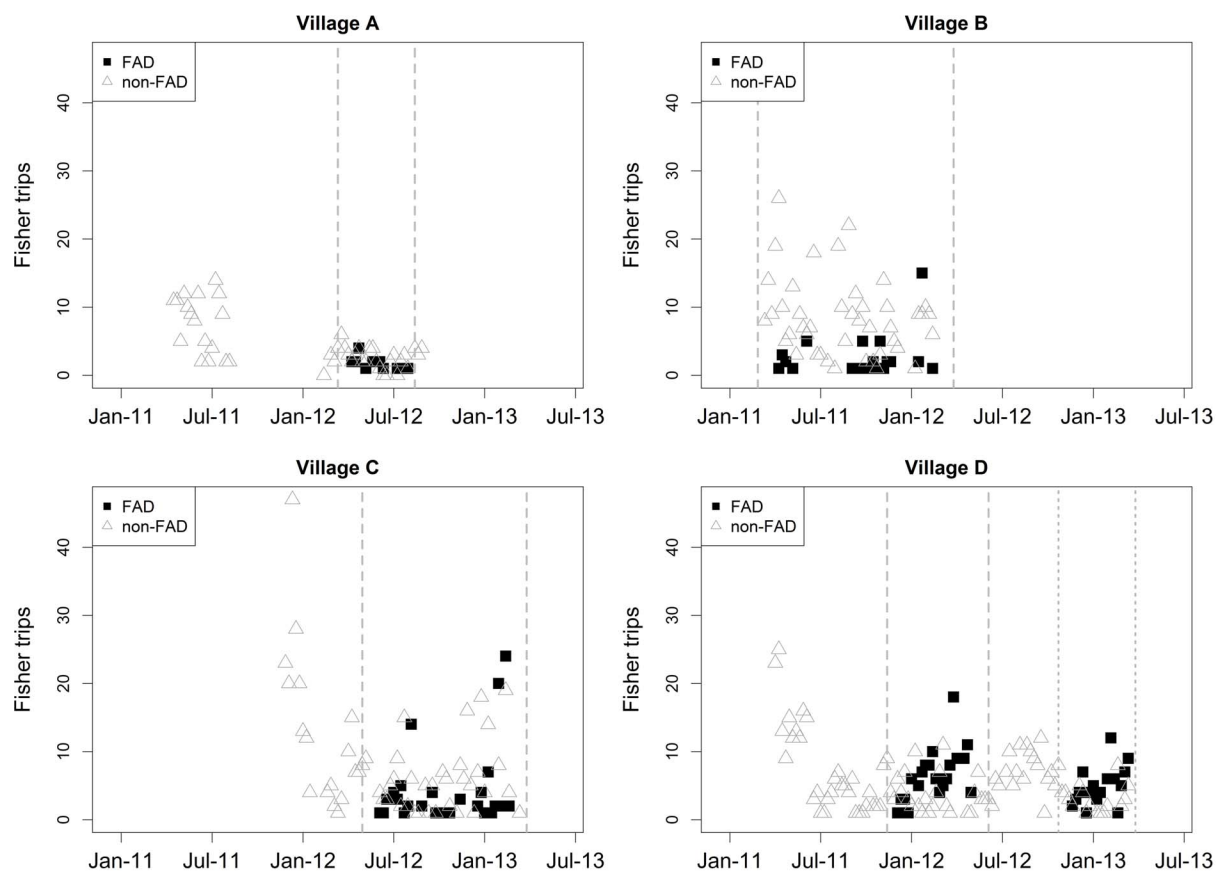 Village A
FAD
non-FAD
Fisher trips
0
10
20
30
40
Jan-11 Jul-11 Jan-12 Jul-12 Jan-13 Jul-13
Village B
FAD
non-FAD
Fisher trips
0
10
20
30
40
Jan-11 Jul-11 Jan-12 Jul-12 Jan-13 Jul-13
Village C
FAD
non-FAD
Fisher trips
0
10
20
30
40
Jan-11 Jul-11 Jan-12 Jul-12 Jan-13 Jul-13
Village D
FAD
non-FAD
Fisher trips
0
10
20
30
40
Jan-11 Jul-11 Jan-12 Jul-12 Jan-13 Jul-13